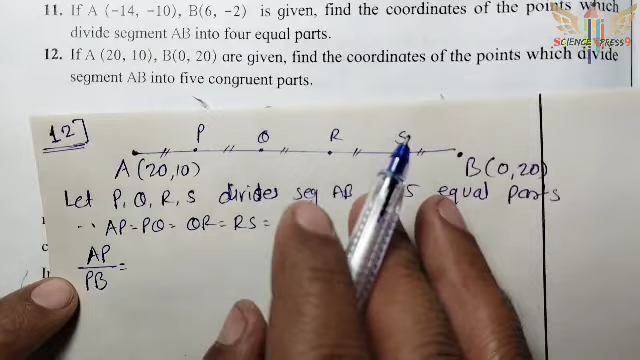 11. If A (-14, -10), B(6, -2) is given, find the coordinates of the points which
divide segment AB into four equal parts.
12. If A (20, 10), B(0, 20) are given, find the coordinates of the points which divide
segment AB into five congruent parts.
SCIENCE XPRESS 9
12]
P Q R S
A (20,10) B(0,20)
Let P, Q, R, S divides seg AB 5 equal parts
∵ AP = PQ = QR = RS =
AP
PB =